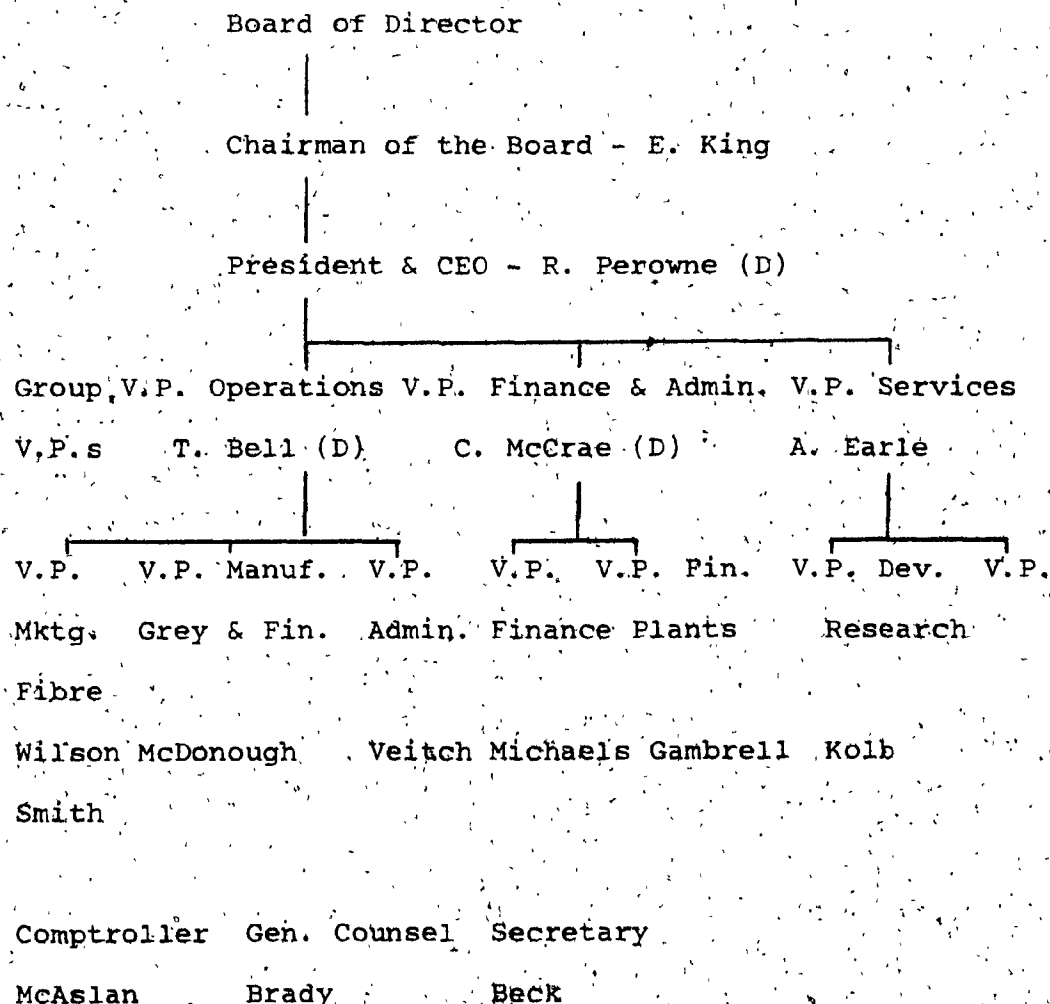 Board of Director
Chairman of the Board - E. King
President & CEO - R. Perowne (D)
Group V.P. Operations V.P. Finance & Admin. V.P. Services
V.P.s T. Bell (D) C. McCrae (D) A. Earle
V.P. V.P. Manuf. V.P. V.P. V.P. Fin. V.P. Dev. V.P.
Mktg. Grey & Fin. Admin. Finance Plants Research
Fibre
Wilson McDonough Veitch Michaels Gambrell Kolb
Smith
Comptroller Gen. Counsel Secretary
McAslan Brady Beck